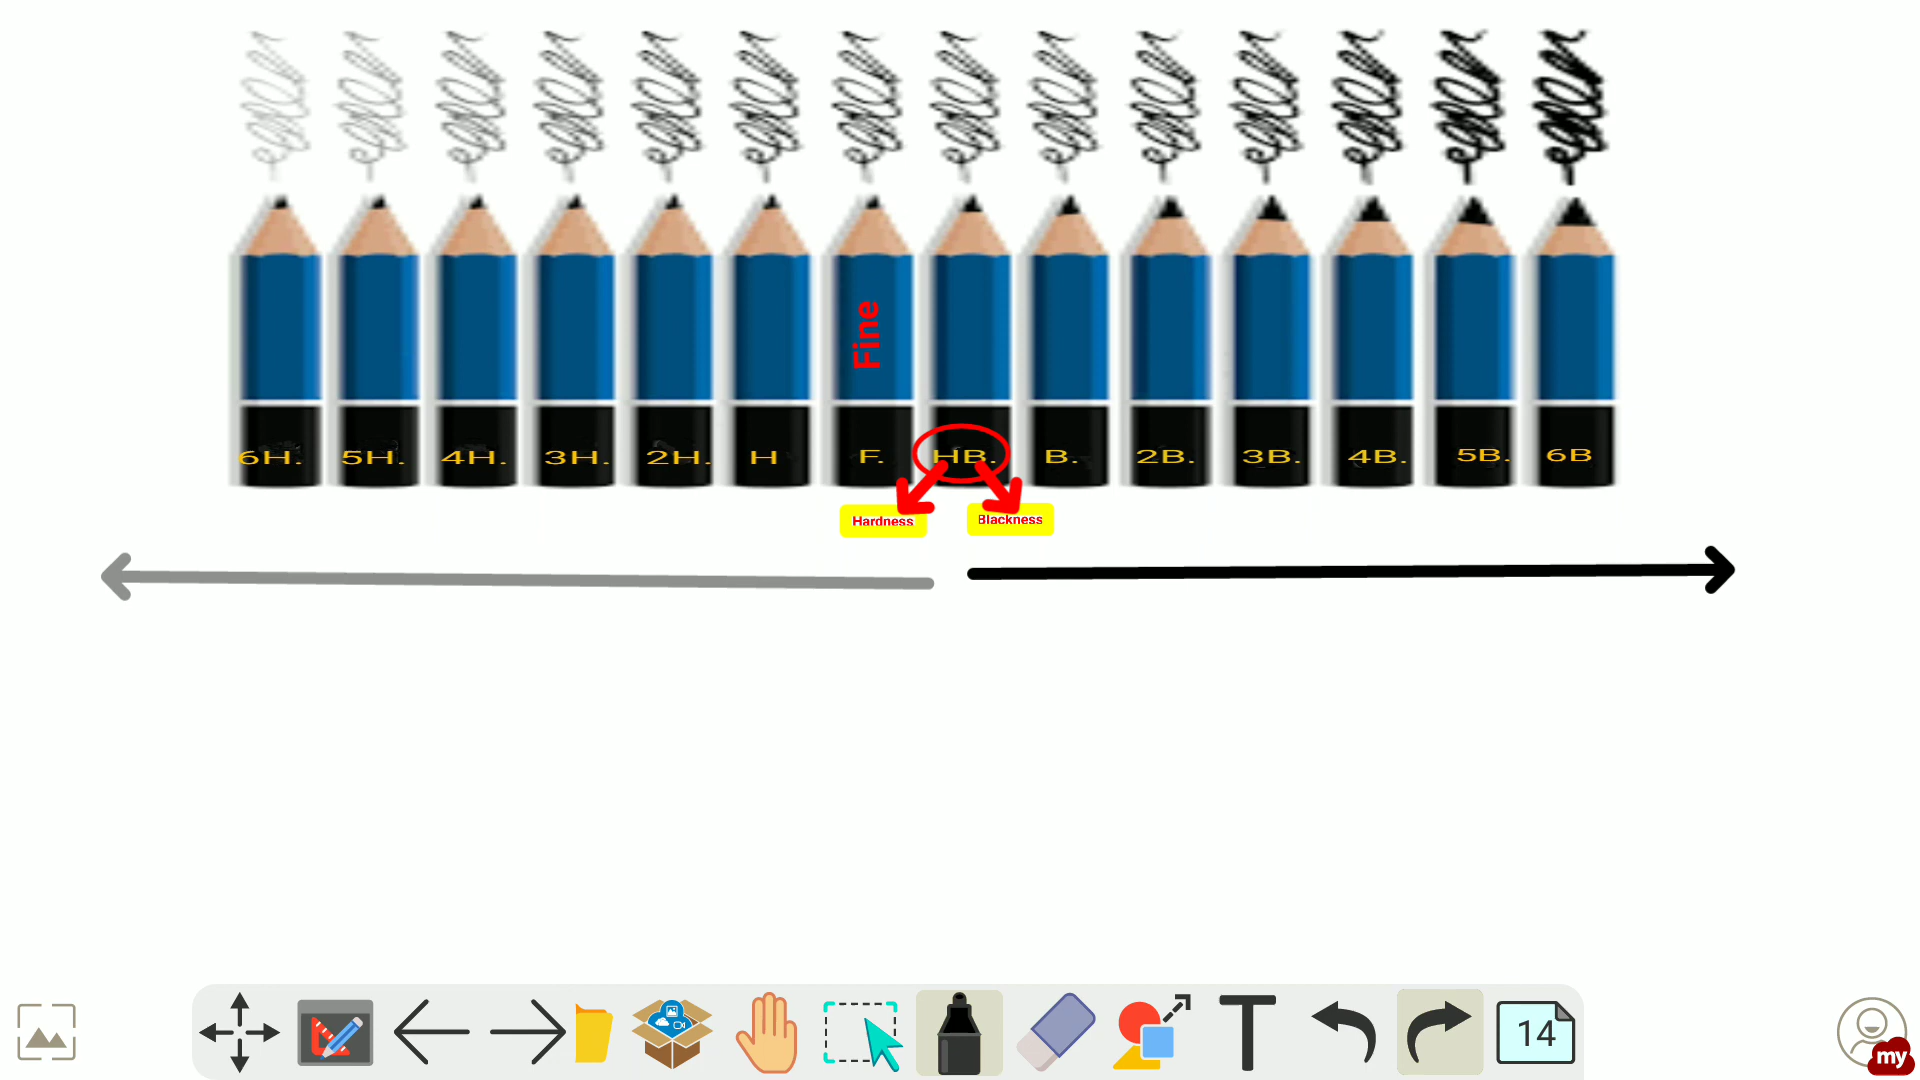 Fine
6H. 5H. 4H. 3H. 2H. H F. HB. B. 2B. 3B. 4B. 5B. 6B
Hardness Blackness
14
my